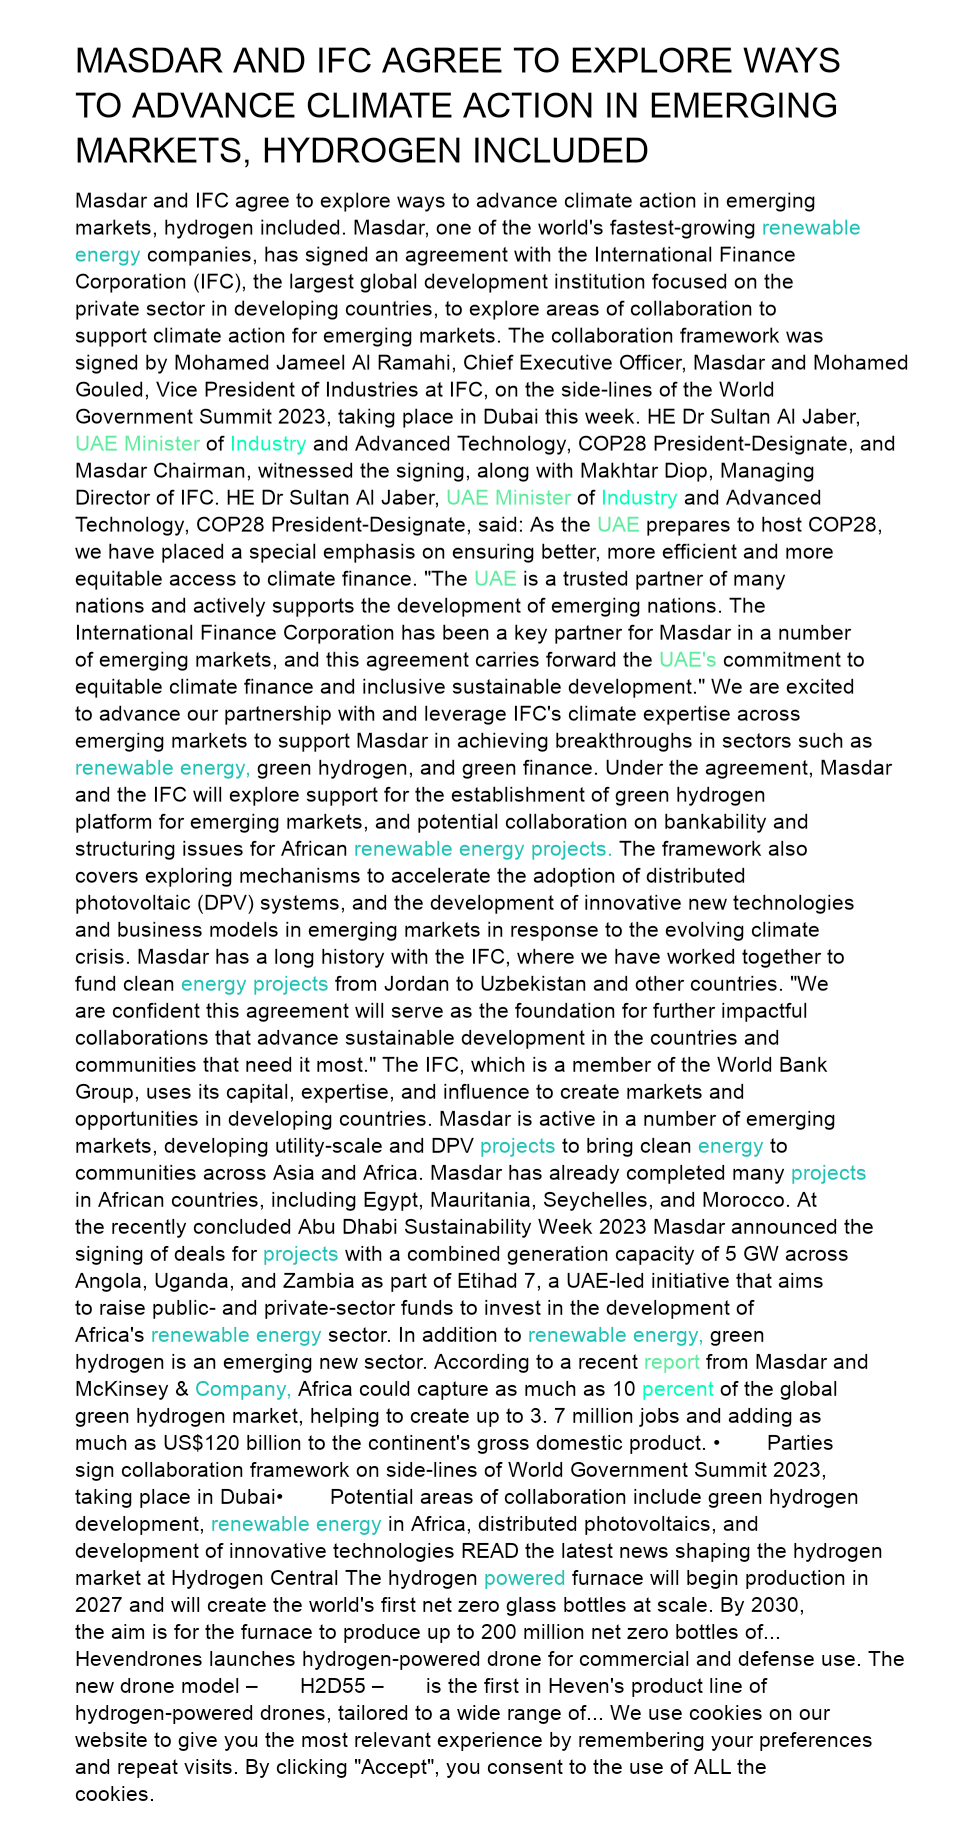 MASDAR AND IFC AGREE TO EXPLORE WAYS
TO ADVANCE CLIMATE ACTION IN EMERGING
MARKETS, HYDROGEN INCLUDED
Masdar and IFC agree to explore ways to advance climate action in emerging
markets, hydrogen included. Masdar, one of the world's fastest-growing renewable
energy companies, has signed an agreement with the International Finance
Corporation (IFC), the largest global development institution focused on the
private sector in developing countries, to explore areas of collaboration to
support climate action for emerging markets. The collaboration framework was
signed by Mohamed Jameel Al Ramahi, Chief Executive Officer, Masdar and Mohamed
Gouled, Vice President of Industries at IFC, on the side-lines of the World
Government Summit 2023, taking place in Dubai this week. HE Dr Sultan Al Jaber,
UAE Minister of Industry and Advanced Technology, COP28 President-Designate, and
Masdar Chairman, witnessed the signing, along with Makhtar Diop, Managing
Director of IFC. HE Dr Sultan Al Jaber, UAE Minister of Industry and Advanced
Technology, COP28 President-Designate, said: As the UAE prepares to host COP28,
we have placed a special emphasis on ensuring better, more efficient and more
equitable access to climate finance. "The UAE is a trusted partner of many
nations and actively supports the development of emerging nations. The
International Finance Corporation has been a key partner for Masdar in a number
of emerging markets, and this agreement carries forward the UAE's commitment to
equitable climate finance and inclusive sustainable development." We are excited
to advance our partnership with and leverage IFC's climate expertise across
emerging markets to support Masdar in achieving breakthroughs in sectors such as
renewable energy, green hydrogen, and green finance. Under the agreement, Masdar
and the IFC will explore support for the establishment of green hydrogen
platform for emerging markets, and potential collaboration on bankability and
structuring issues for African renewable energy projects. The framework also
covers exploring mechanisms to accelerate the adoption of distributed
photovoltaic (DPV) systems, and the development of innovative new technologies
and business models in emerging markets in response to the evolving climate
crisis. Masdar has a long history with the IFC, where we have worked together to
fund clean energy projects from Jordan to Uzbekistan and other countries. "We
are confident this agreement will serve as the foundation for further impactful
collaborations that advance sustainable development in the countries and
communities that need it most." The IFC, which is a member of the World Bank
Group, uses its capital, expertise, and influence to create markets and
opportunities in developing countries. Masdar is active in a number of emerging
markets, developing utility-scale and DPV projects to bring clean energy to
communities across Asia and Africa. Masdar has already completed many projects
in African countries, including Egypt, Mauritania, Seychelles, and Morocco. At
the recently concluded Abu Dhabi Sustainability Week 2023 Masdar announced the
signing of deals for projects with a combined generation capacity of 5 GW across
Angola, Uganda, and Zambia as part of Etihad 7, a UAE-led initiative that aims
to raise public- and private-sector funds to invest in the development of
Africa's renewable energy sector. In addition to renewable energy, green
hydrogen is an emerging new sector. According to a recent report from Masdar and
McKinsey & Company, Africa could capture as much as 10 percent of the global
green hydrogen market, helping to create up to 3. 7 million jobs and adding as
much as US$120 billion to the continent's gross domestic product. • Parties
sign collaboration framework on side-lines of World Government Summit 2023,
taking place in Dubai• Potential areas of collaboration include green hydrogen
development, renewable energy in Africa, distributed photovoltaics, and
development of innovative technologies READ the latest news shaping the hydrogen
market at Hydrogen Central The hydrogen powered furnace will begin production in
2027 and will create the world's first net zero glass bottles at scale. By 2030,
the aim is for the furnace to produce up to 200 million net zero bottles of...
Hevendrones launches hydrogen-powered drone for commercial and defense use. The
new drone model – H2D55 – is the first in Heven's product line of
hydrogen-powered drones, tailored to a wide range of... We use cookies on our
website to give you the most relevant experience by remembering your preferences
and repeat visits. By clicking "Accept", you consent to the use of ALL the
cookies.